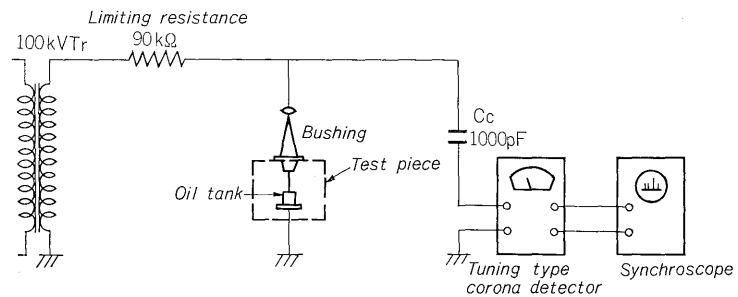 Limiting resistance
100kVTr
90kΩ
Cc
1000pF
Bushing
Test piece
Oil tank
Tuning type
corona detector
Synchroscope